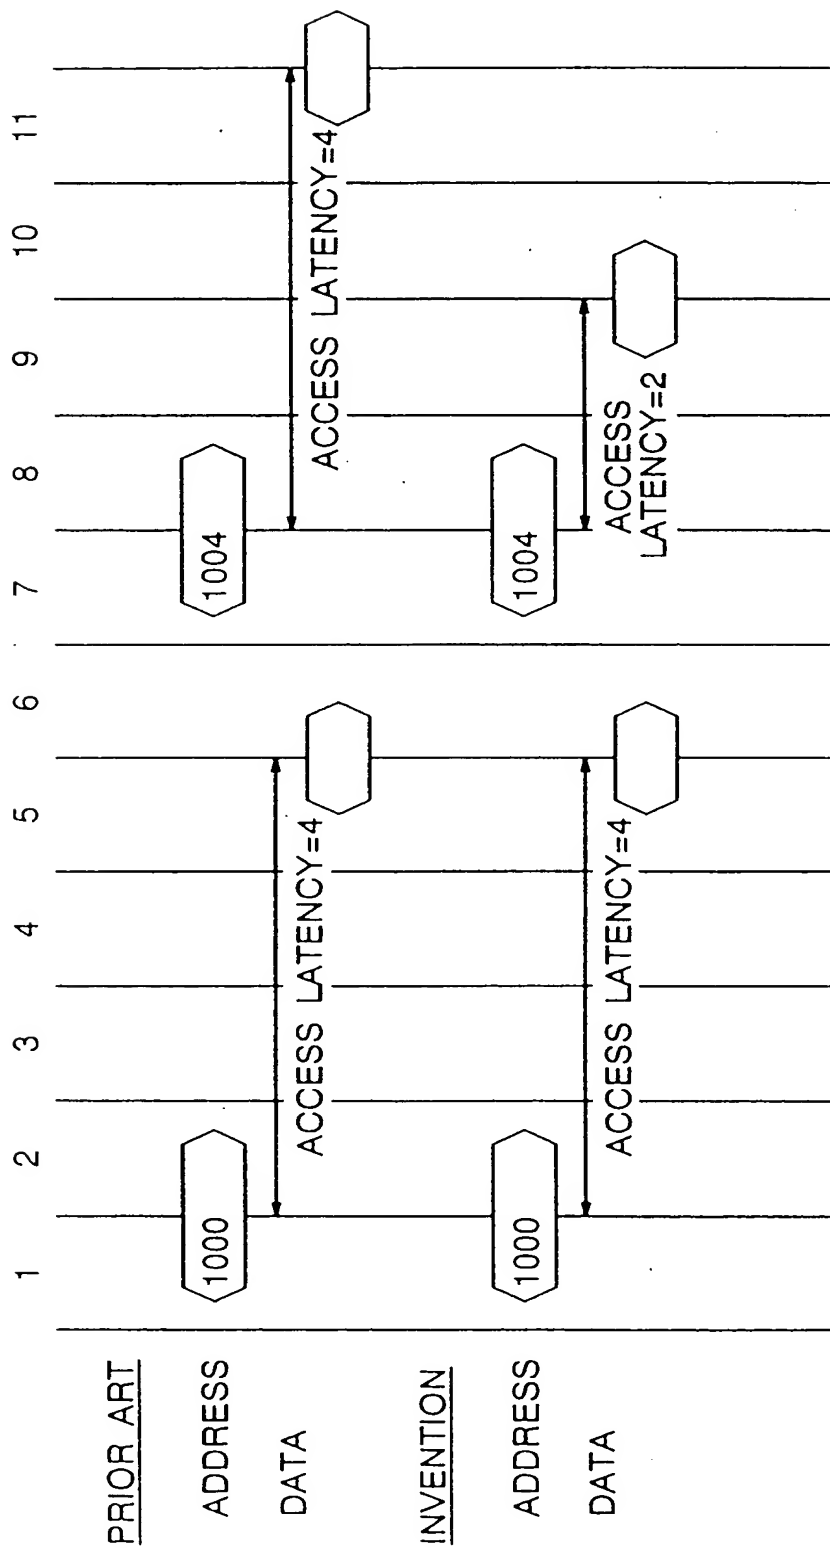 1 2 3 4 5 6 7 8 9 10 11
PRIOR ART
ADDRESS 1000 1004
DATA ACCESS LATENCY=4 ACCESS LATENCY=4
INVENTION
ADDRESS 1000 1004
DATA ACCESS LATENCY=4 ACCESS
LATENCY=2